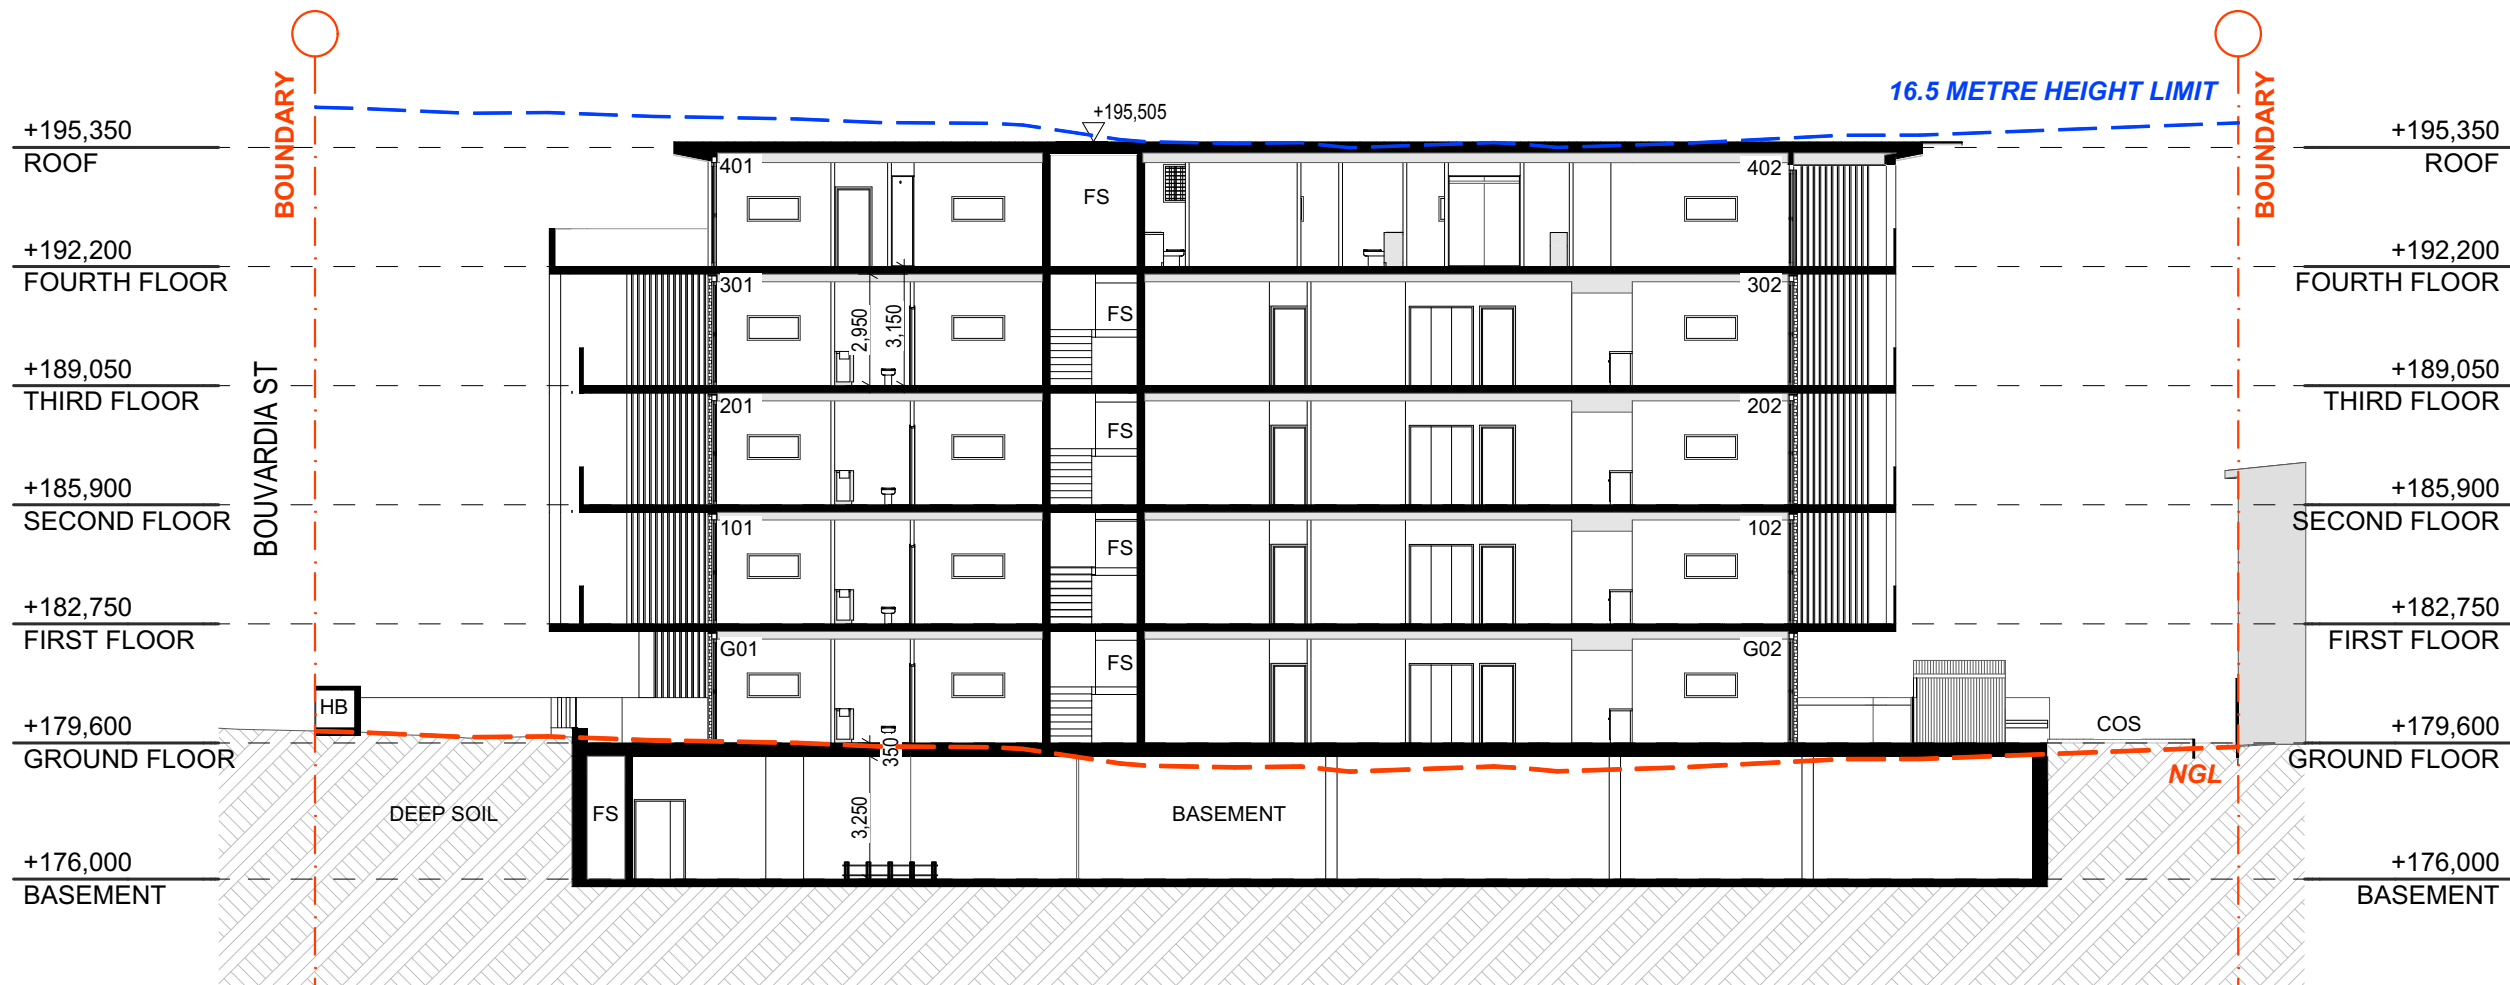 16.5 METRE HEIGHT LIMIT
BOUNDARY
BOUNDARY
+195,505
+195,350
ROOF
+195,350
ROOF
401
402
FS
+192,200
FOURTH FLOOR
+192,200
FOURTH FLOOR
301
302
2,950
3,150
FS
+189,050
THIRD FLOOR
+189,050
THIRD FLOOR
BOUVARDIA ST
201
202
FS
+185,900
SECOND FLOOR
+185,900
SECOND FLOOR
101
102
FS
+182,750
FIRST FLOOR
+182,750
FIRST FLOOR
G01
G02
FS
HB
COS
+179,600
GROUND FLOOR
+179,600
GROUND FLOOR
350
NGL
DEEP SOIL
FS
3,250
BASEMENT
+176,000
BASEMENT
+176,000
BASEMENT